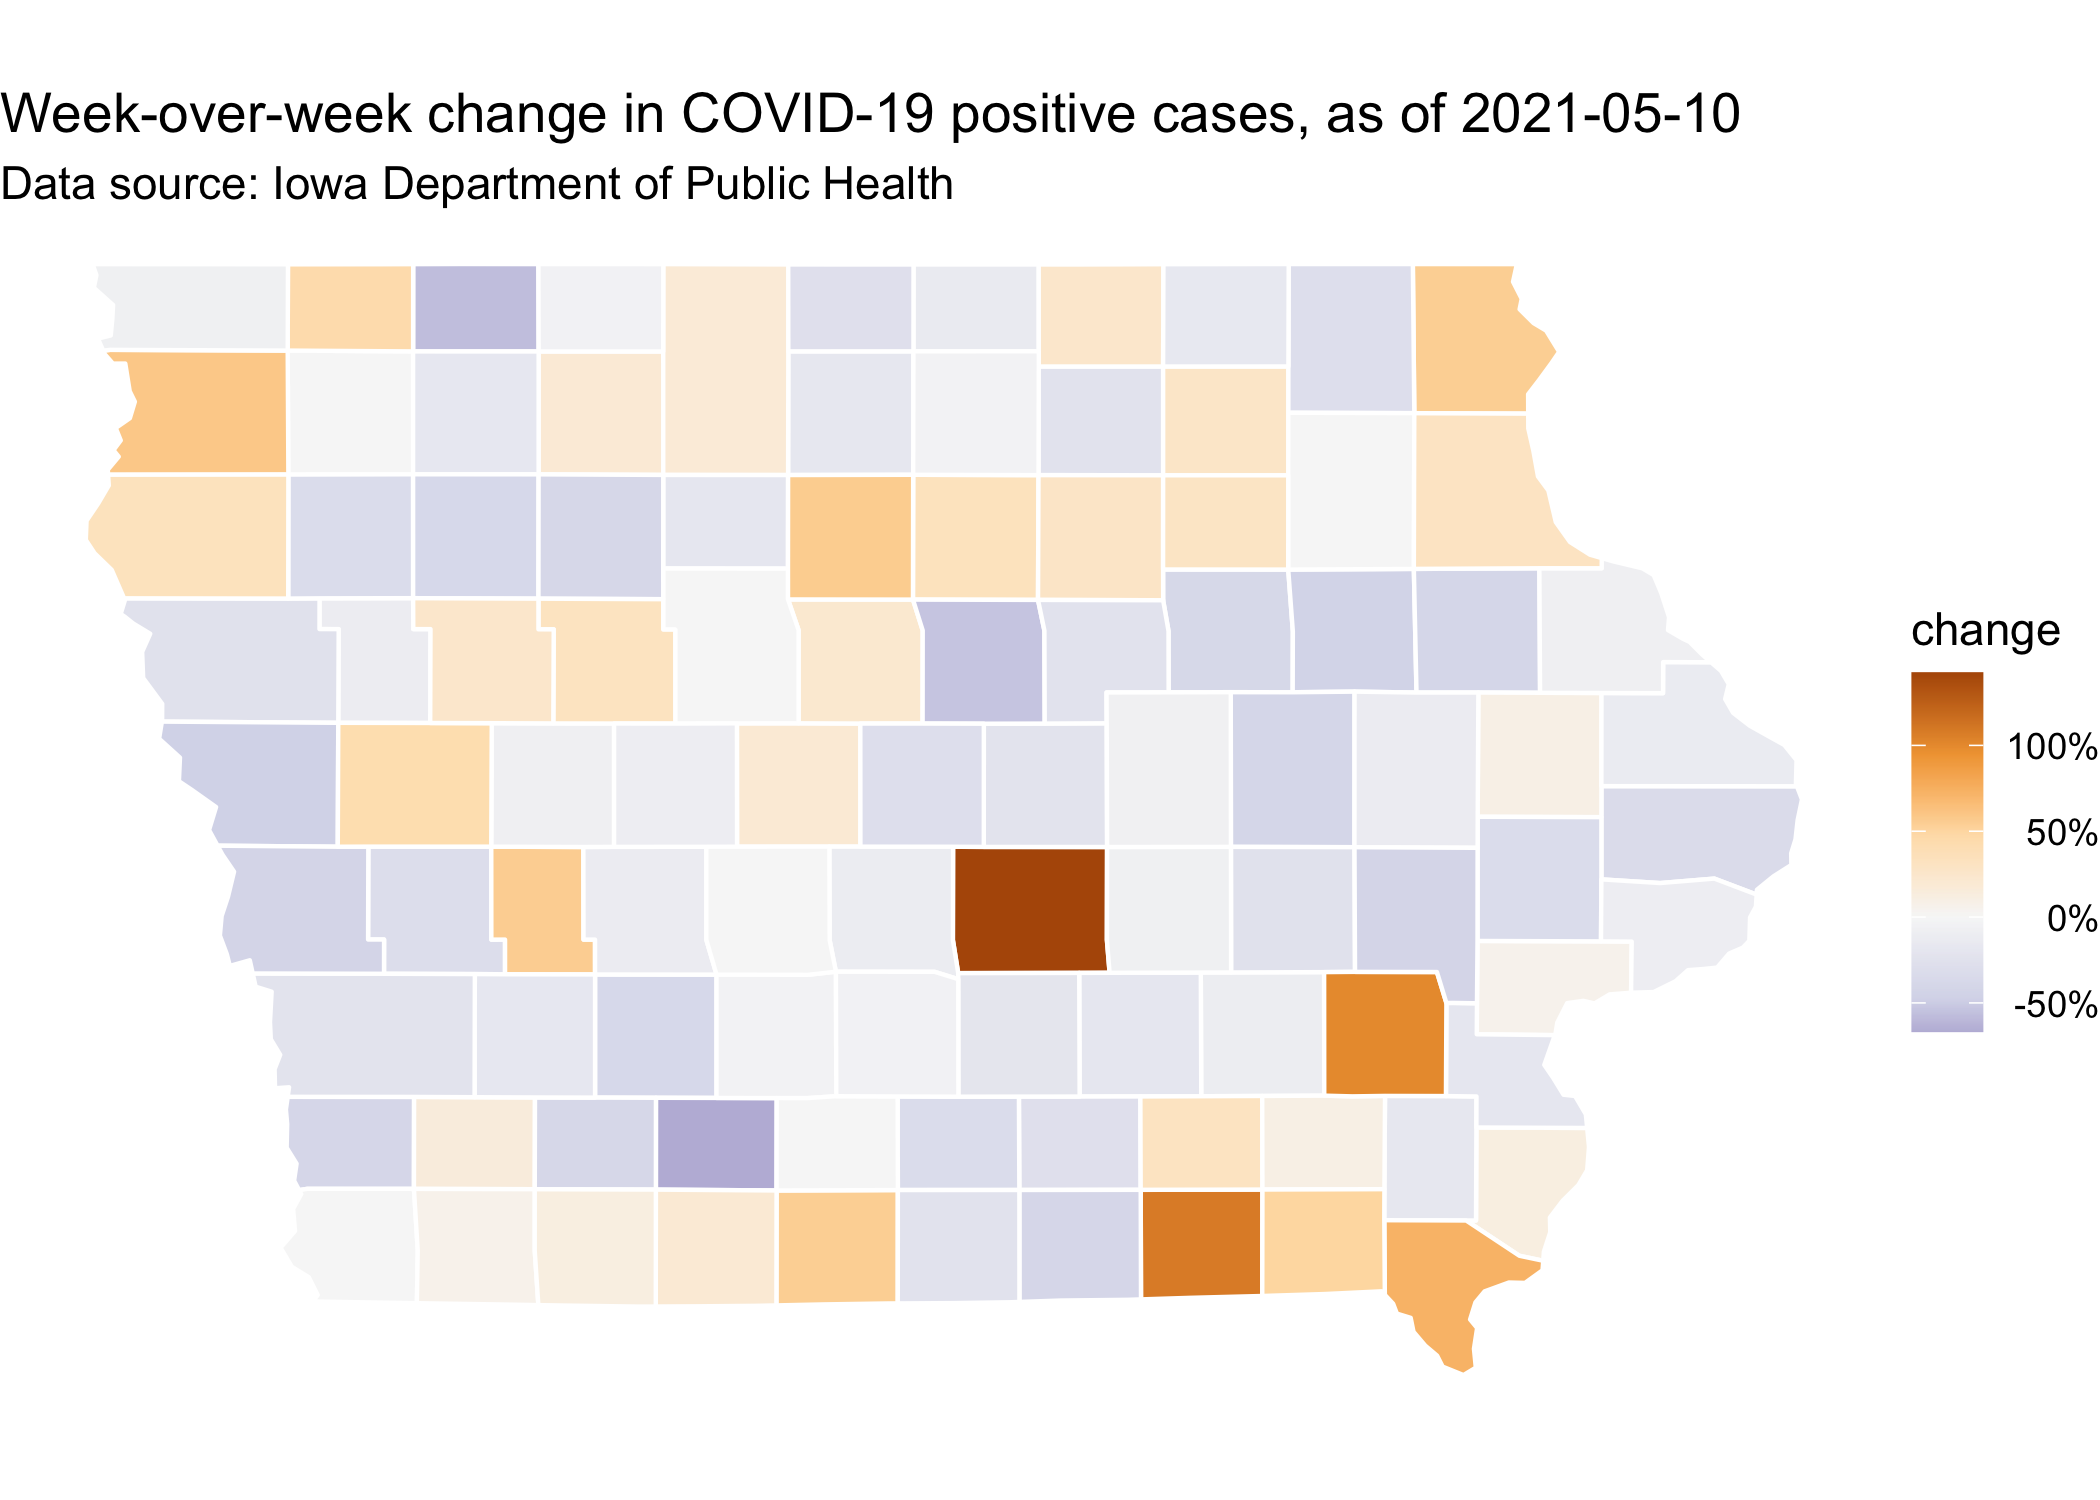 Week-over-week change in COVID-19 positive cases, as of 2021-05-10
Data source: Iowa Department of Public Health
change
100%
50%
0%
-50%